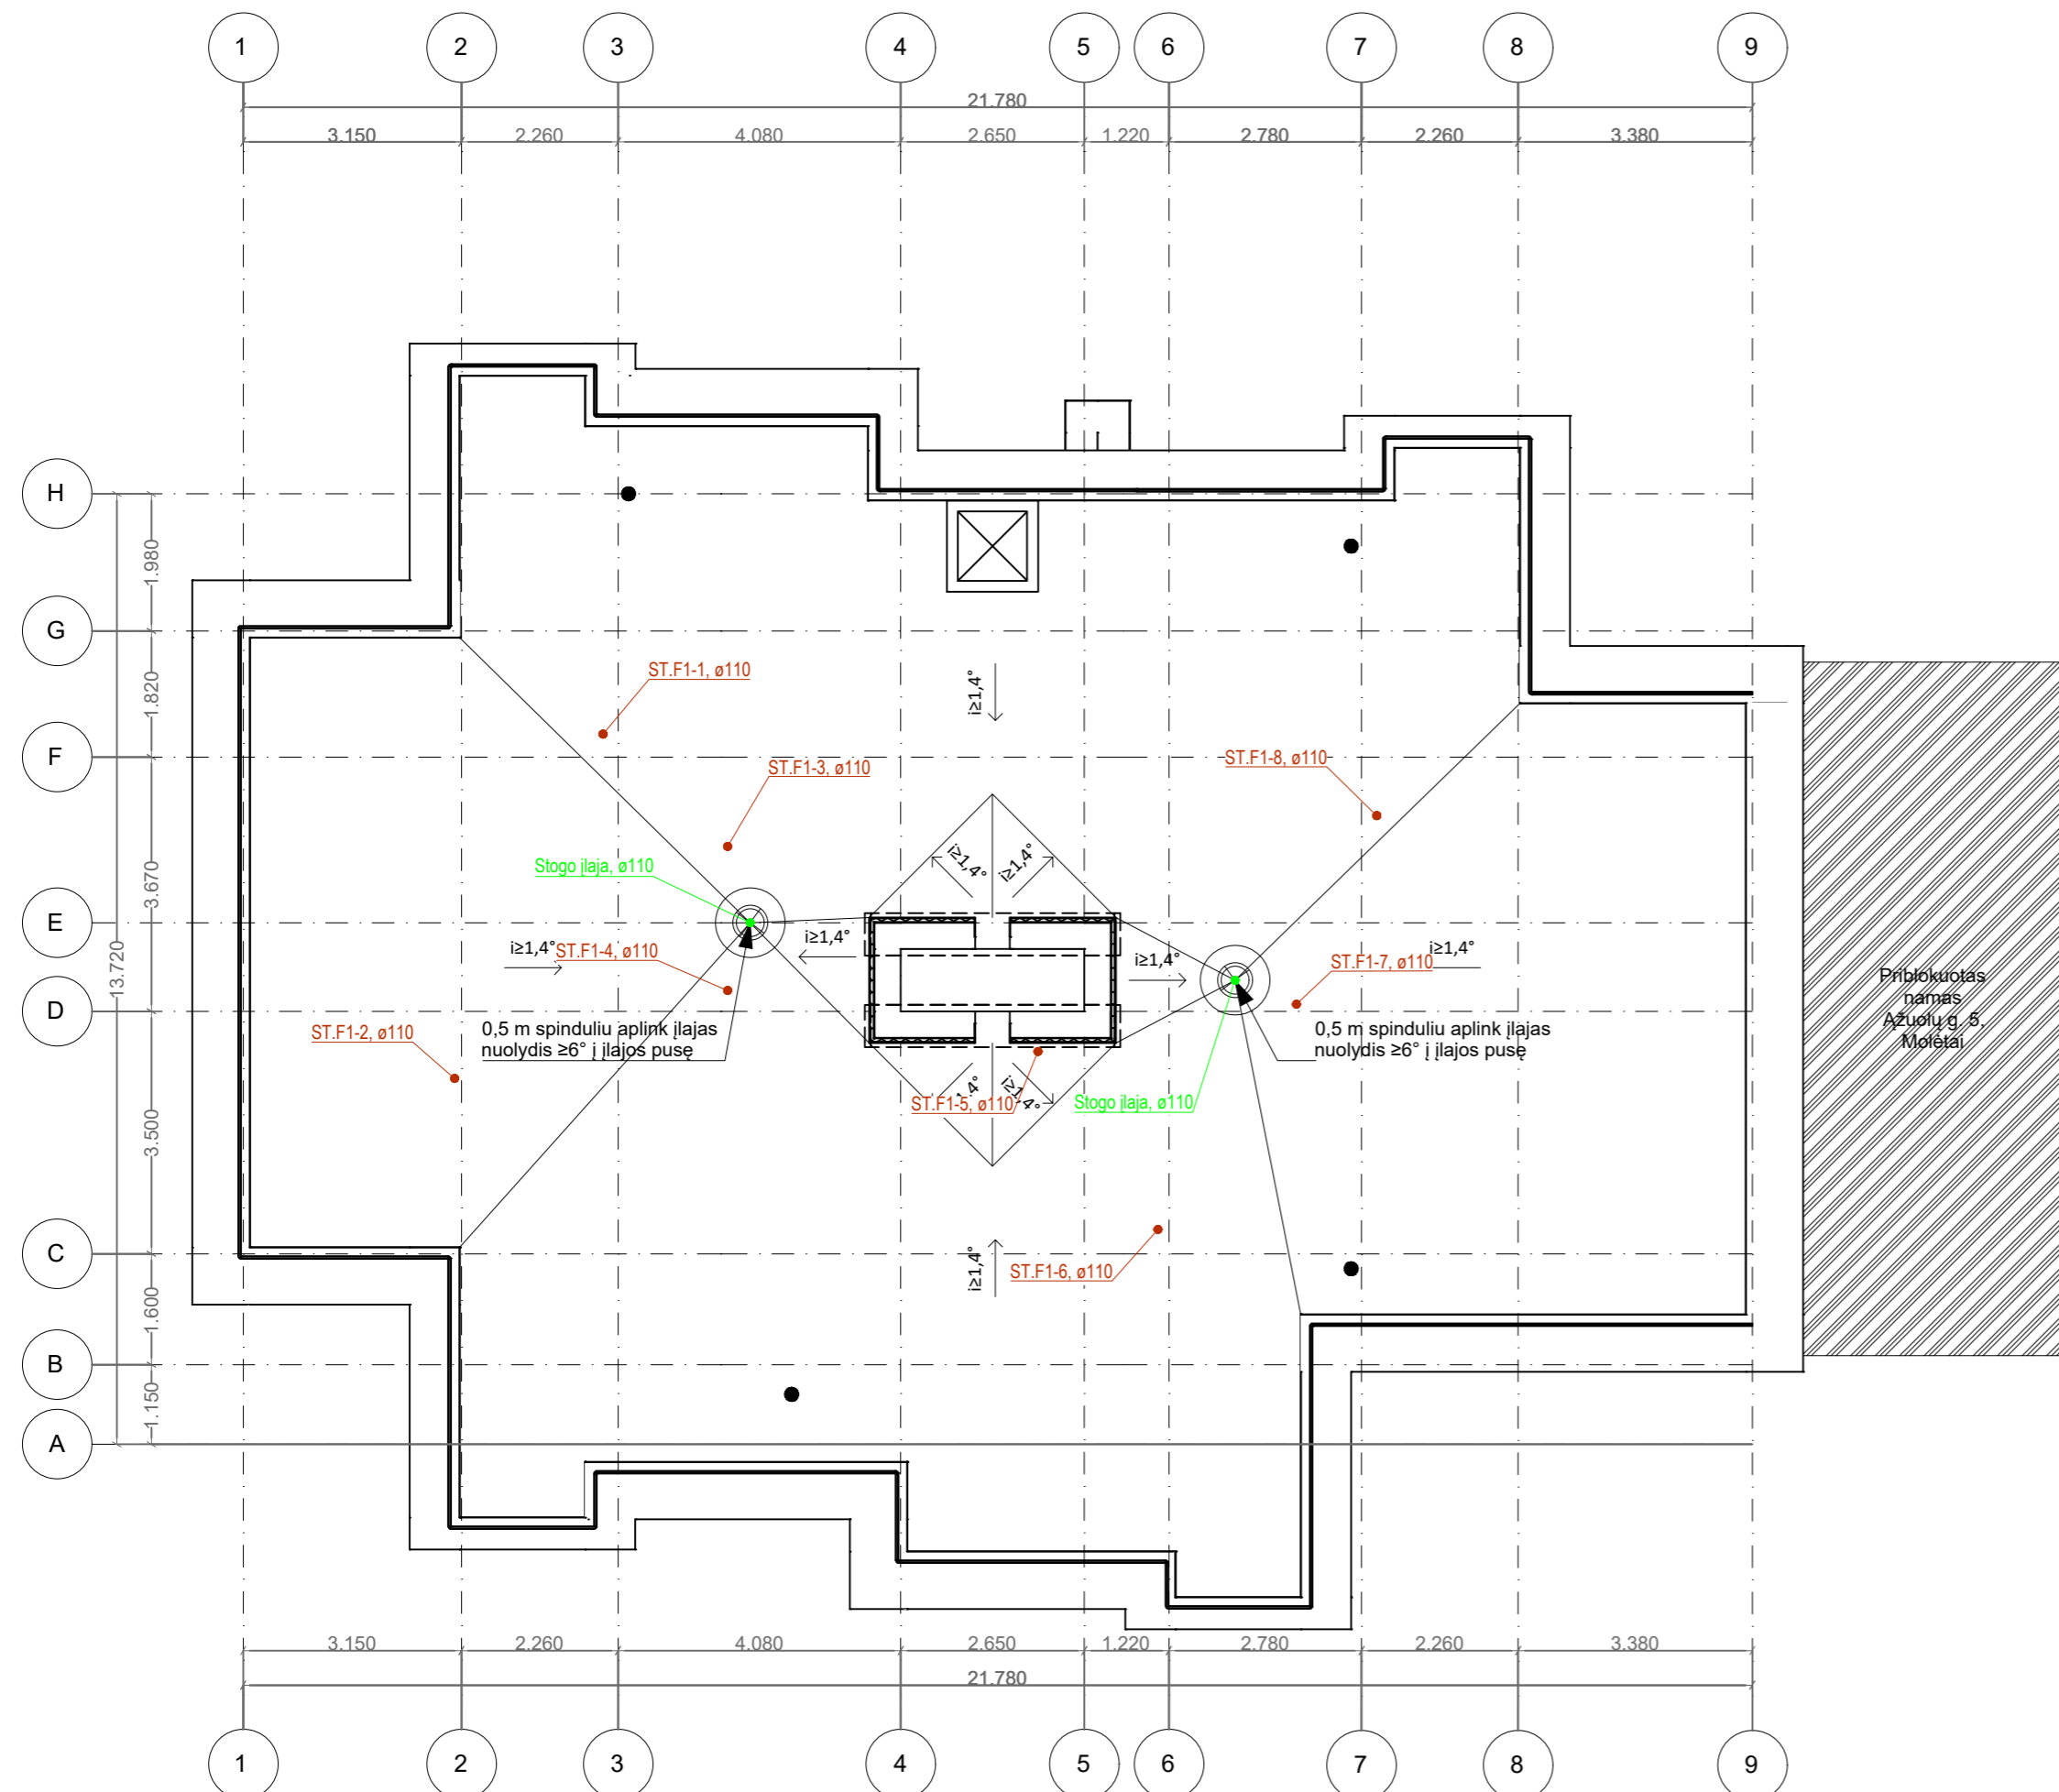 1 2 3 4 5 6 7 8 9
21.780
3.150 2.260 4.080 2.650 1.220 2.780 2.260 3.380
H
1.980
G
ST.F1-1, ø110
i≥1,4°
1.820
F
ST.F1-3, ø110
ST.F1-8, ø110
Stogo įlaja, ø110
i≥1,4°
i≥1,4°
3.670
E
i≥1,4°
ST.F1-4, ø110
i≥1,4°
i≥1,4°
ST.F1-7, ø110
i≥1,4°
13.720
Priblokuotas
namas
Ąžuolų g. 5,
Molėtai
D
ST.F1-2, ø110
0,5 m spinduliu aplink įlajas
nuolydis ≥6° į įlajos pusę
0,5 m spinduliu aplink įlajas
nuolydis ≥6° į įlajos pusę
i≥1,4°
ST.F1-5, ø110
Stogo įlaja, ø110
3.500
C
i≥1,4°
ST.F1-6, ø110
1.600
B
1.150
A
3.150 2.260 4.080 2.650 1.220 2.780 2.260 3.380
21.780
1 2 3 4 5 6 7 8 9